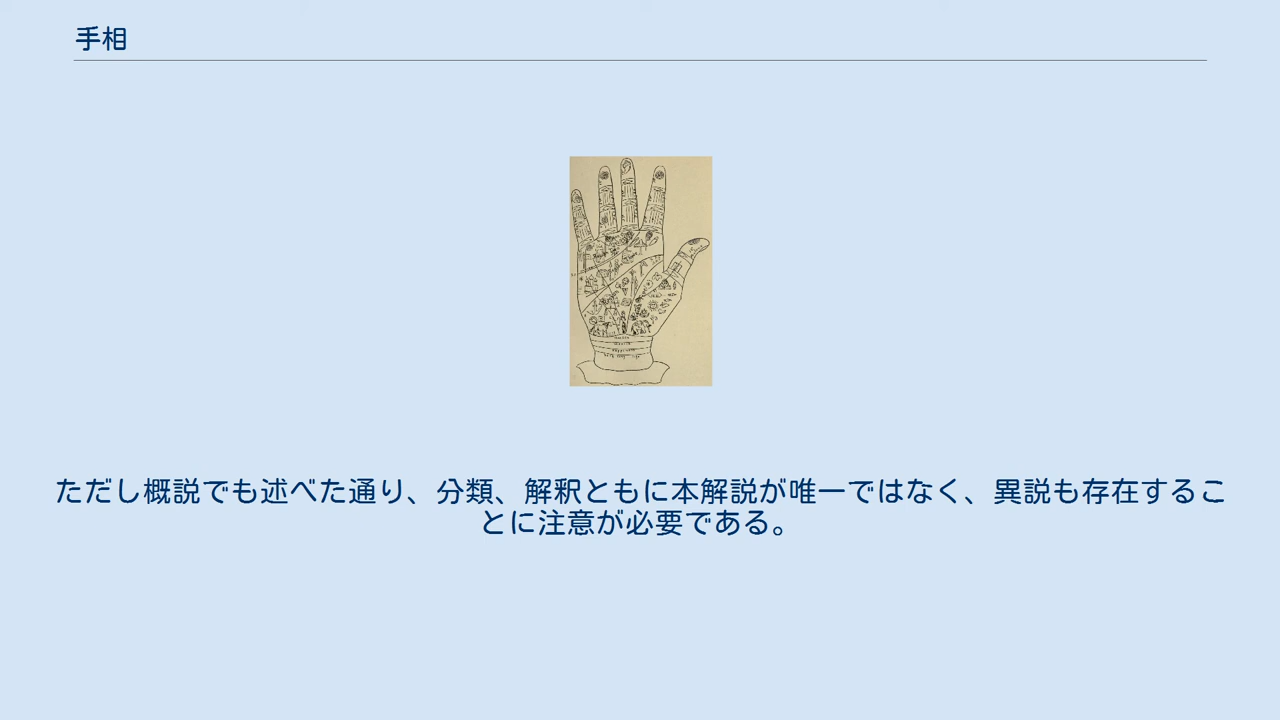 手相
ただし概説でも述べた通り、分類、解釈ともに本解説が唯一ではなく、異説も存在するこ
とに注意が必要である。